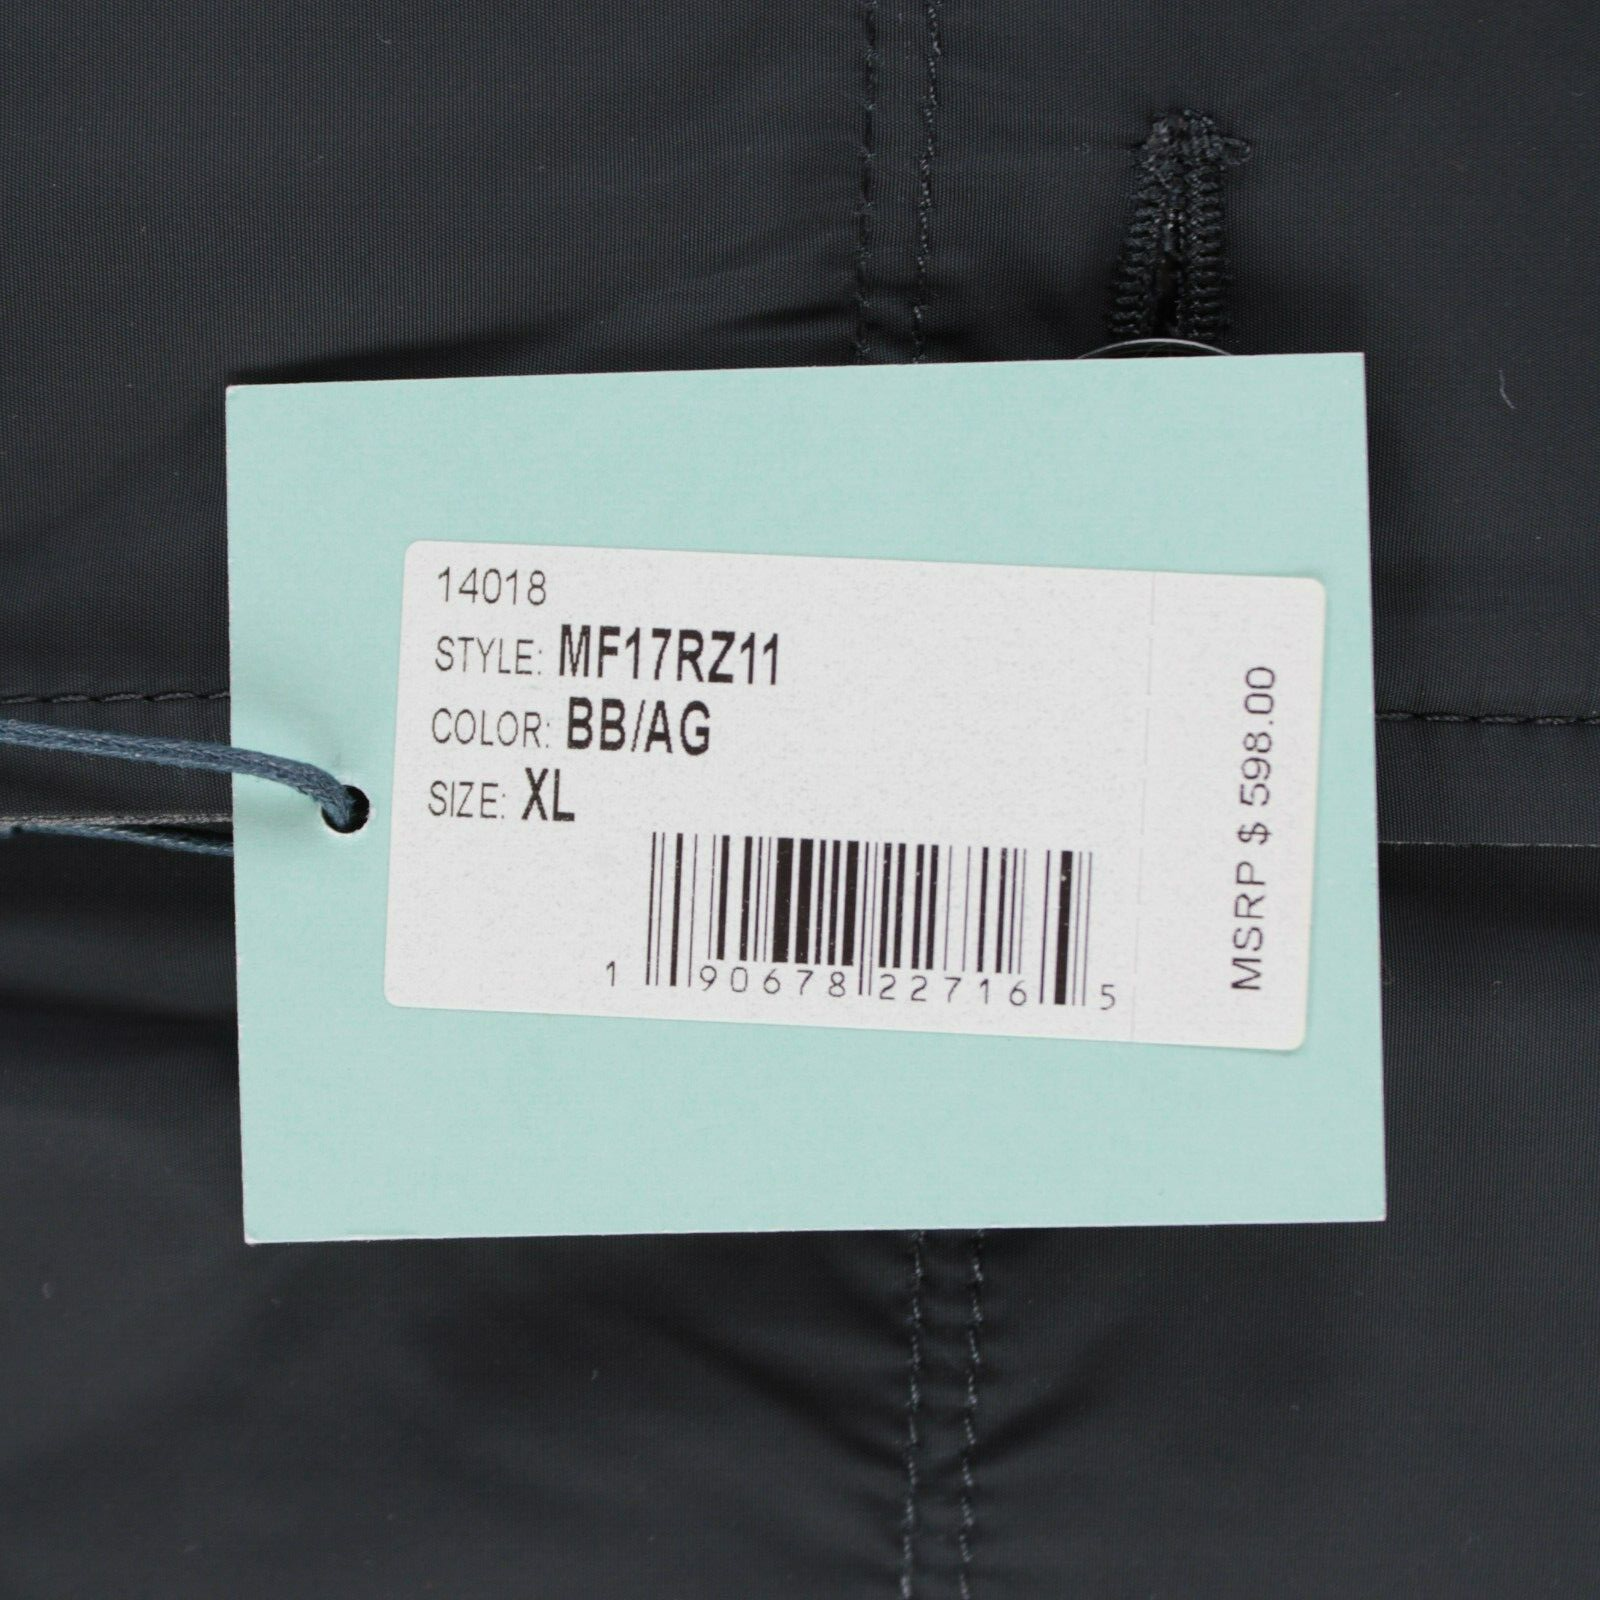 14018
STYLE: MF17RZ11
COLOR: BB/AG
SIZE: XL
1 90678 22716 5
MSRP $ 598.00